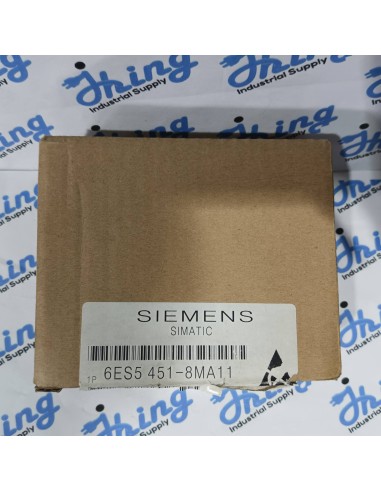 Jhing
Industrial Supply
SIEMENS
SIMATIC
1P 6ES5 451-8MA11